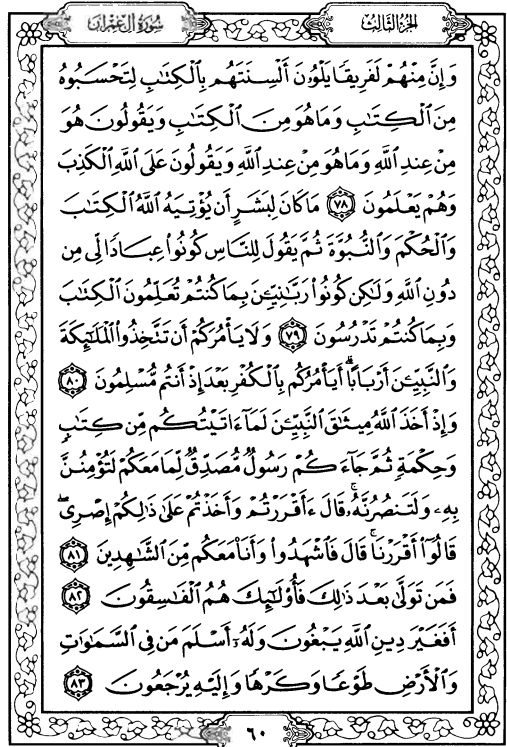 الجزء الثالث
سورة آل عمران
وَإِنَّ مِنْهُمْ لَفَرِيقًا يَلْوُۥنَ أَلْسِنَتَهُم بِٱلْكِتَٰبِ لِتَحْسَبُوهُ
مِنَ ٱلْكِتَٰبِ وَمَا هُوَ مِنَ ٱلْكِتَٰبِ وَيَقُولُونَ هُوَ
مِنْ عِندِ ٱللَّهِ وَمَا هُوَ مِنْ عِندِ ٱللَّهِ وَيَقُولُونَ عَلَى ٱللَّهِ ٱلْكَذِبَ
وَهُمْ يَعْلَمُونَ ٧٨ مَا كَانَ لِبَشَرٍ أَن يُؤْتِيَهُ ٱللَّهُ ٱلْكِتَٰبَ
وَٱلْحُكْمَ وَٱلنُّبُوَّةَ ثُمَّ يَقُولَ لِلنَّاسِ كُونُوا۟ عِبَادًا لِّى مِن
دُونِ ٱللَّهِ وَلَٰكِن كُونُوا۟ رَبَّٰنِيِّۦنَ بِمَا كُنتُمْ تُعَلِّمُونَ ٱلْكِتَٰبَ
وَبِمَا كُنتُمْ تَدْرُسُونَ ٧٩ وَلَا يَأْمُرَكُمْ أَن تَتَّخِذُوا۟ ٱلْمَلَٰٓئِكَةَ
وَٱلنَّبِيِّۦنَ أَرْبَابًا ۗ أَيَأْمُرُكُم بِٱلْكُفْرِ بَعْدَ إِذْ أَنتُم مُّسْلِمُونَ ٨٠
وَإِذْ أَخَذَ ٱللَّهُ مِيثَٰقَ ٱلنَّبِيِّۦنَ لَمَآ ءَاتَيْتُكُم مِّن كِتَٰبٍ
وَحِكْمَةٍ ثُمَّ جَآءَكُمْ رَسُولٌ مُّصَدِّقٌ لِّمَا مَعَكُمْ لَتُؤْمِنُنَّ
بِهِۦ وَلَتَنصُرُنَّهُۥ ۚ قَالَ ءَأَقْرَرْتُمْ وَأَخَذْتُمْ عَلَىٰ ذَٰلِكُمْ إِصْرِى ۖ
قَالُوٓا۟ أَقْرَرْنَا ۚ قَالَ فَٱشْهَدُوا۟ وَأَنَا۠ مَعَكُم مِّنَ ٱلشَّٰهِدِينَ ٨١
فَمَن تَوَلَّىٰ بَعْدَ ذَٰلِكَ فَأُو۟لَٰٓئِكَ هُمُ ٱلْفَٰسِقُونَ ٨٢
أَفَغَيْرَ دِينِ ٱللَّهِ يَبْغُونَ وَلَهُۥٓ أَسْلَمَ مَن فِى ٱلسَّمَٰوَٰتِ
وَٱلْأَرْضِ طَوْعًا وَكَرْهًا وَإِلَيْهِ يُرْجَعُونَ ٨٣
٦٠